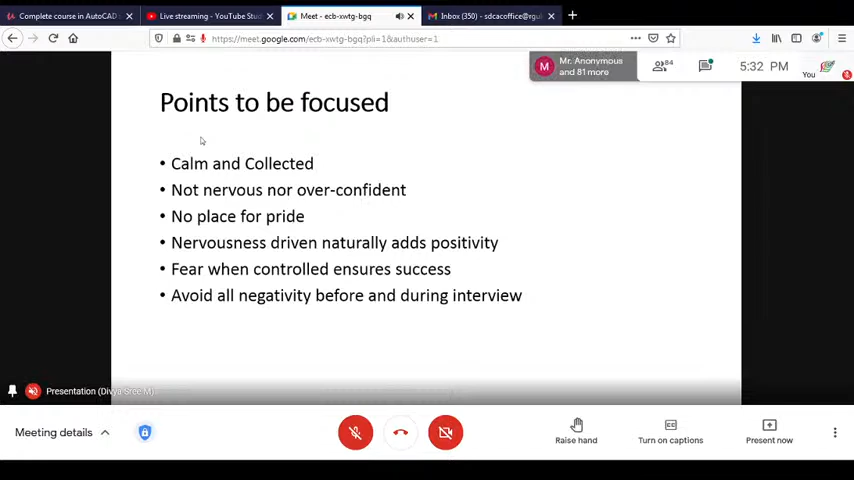 Complete course in AutoCAD
Live streaming - YouTube Stud
Meet - ecb-xwtg-bgq
Inbox (350) - sdcacoffice@rgu
https://meet.google.com/ecb-xwtg-bgq?pli=1&authuser=1
M
Mr. Anonymous
and 81 more
84
5:32 PM
You
Points to be focused
• Calm and Collected
• Not nervous nor over-confident
• No place for pride
• Nervousness driven naturally adds positivity
• Fear when controlled ensures success
• Avoid all negativity before and during interview
Presentation (Divya Sree M)
Meeting details
Raise hand
Turn on captions
Present now